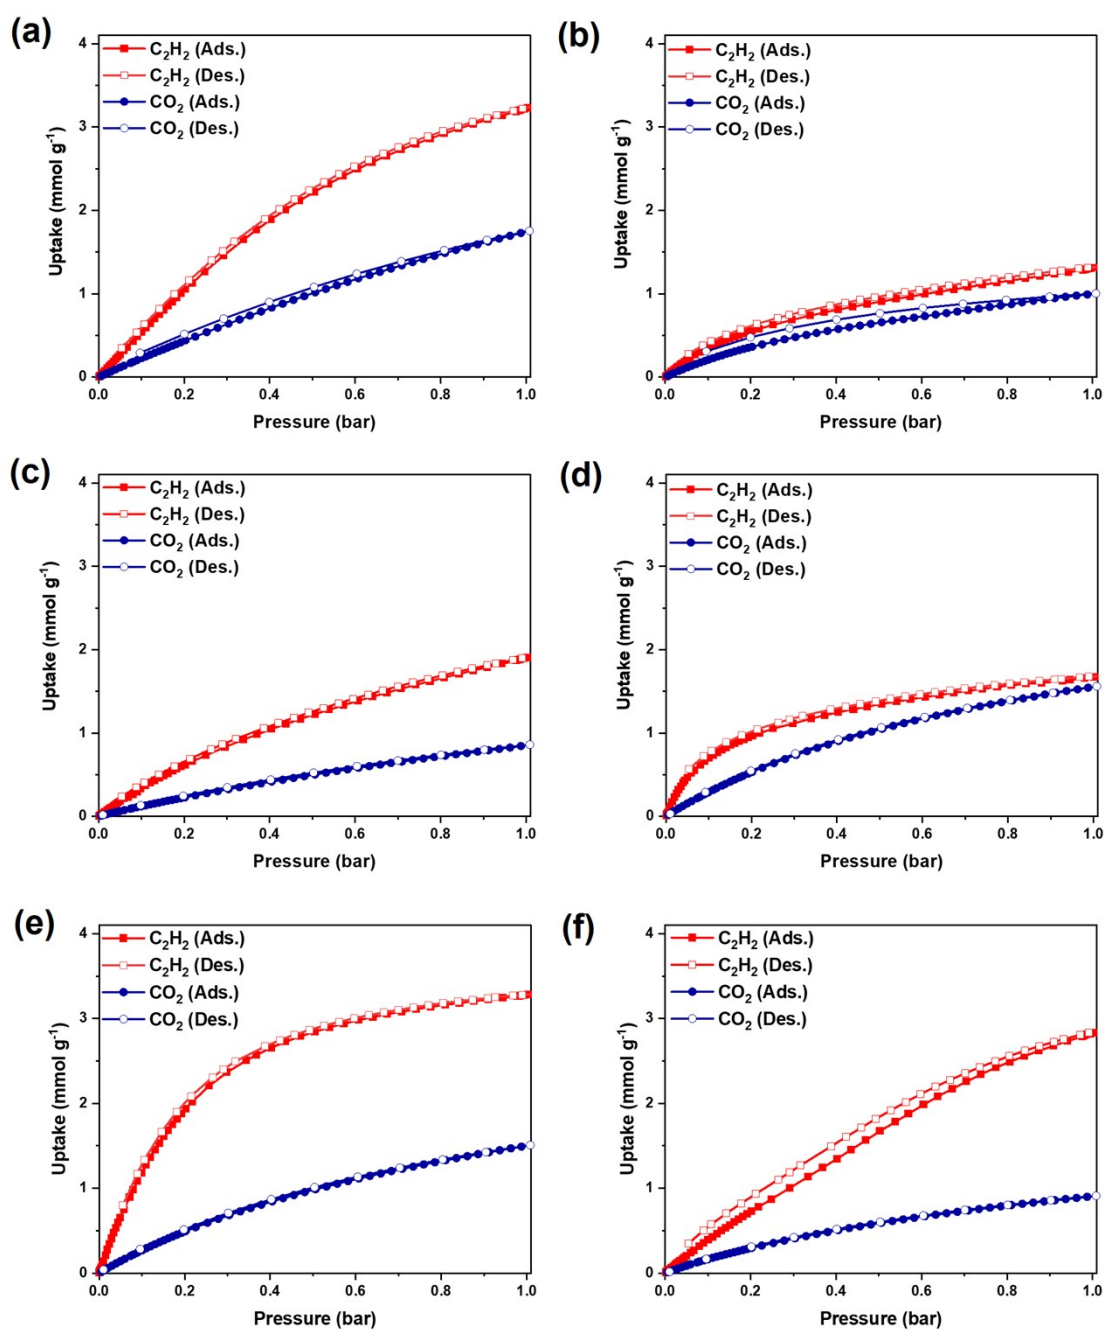 (a)
C₂H₂ (Ads.)
C₂H₂ (Des.)
CO₂ (Ads.)
CO₂ (Des.)
Uptake (mmol g⁻¹)
4
3
2
1
0
0.0 0.2 0.4 0.6 0.8 1.0
Pressure (bar)
(b)
C₂H₂ (Ads.)
C₂H₂ (Des.)
CO₂ (Ads.)
CO₂ (Des.)
Uptake (mmol g⁻¹)
4
3
2
1
0
0.0 0.2 0.4 0.6 0.8 1.0
Pressure (bar)
(c)
C₂H₂ (Ads.)
C₂H₂ (Des.)
CO₂ (Ads.)
CO₂ (Des.)
Uptake (mmol g⁻¹)
4
3
2
1
0
0.0 0.2 0.4 0.6 0.8 1.0
Pressure (bar)
(d)
C₂H₂ (Ads.)
C₂H₂ (Des.)
CO₂ (Ads.)
CO₂ (Des.)
Uptake (mmol g⁻¹)
4
3
2
1
0
0.0 0.2 0.4 0.6 0.8 1.0
Pressure (bar)
(e)
C₂H₂ (Ads.)
C₂H₂ (Des.)
CO₂ (Ads.)
CO₂ (Des.)
Uptake (mmol g⁻¹)
4
3
2
1
0
0.0 0.2 0.4 0.6 0.8 1.0
Pressure (bar)
(f)
C₂H₂ (Ads.)
C₂H₂ (Des.)
CO₂ (Ads.)
CO₂ (Des.)
Uptake (mmol g⁻¹)
4
3
2
1
0
0.0 0.2 0.4 0.6 0.8 1.0
Pressure (bar)